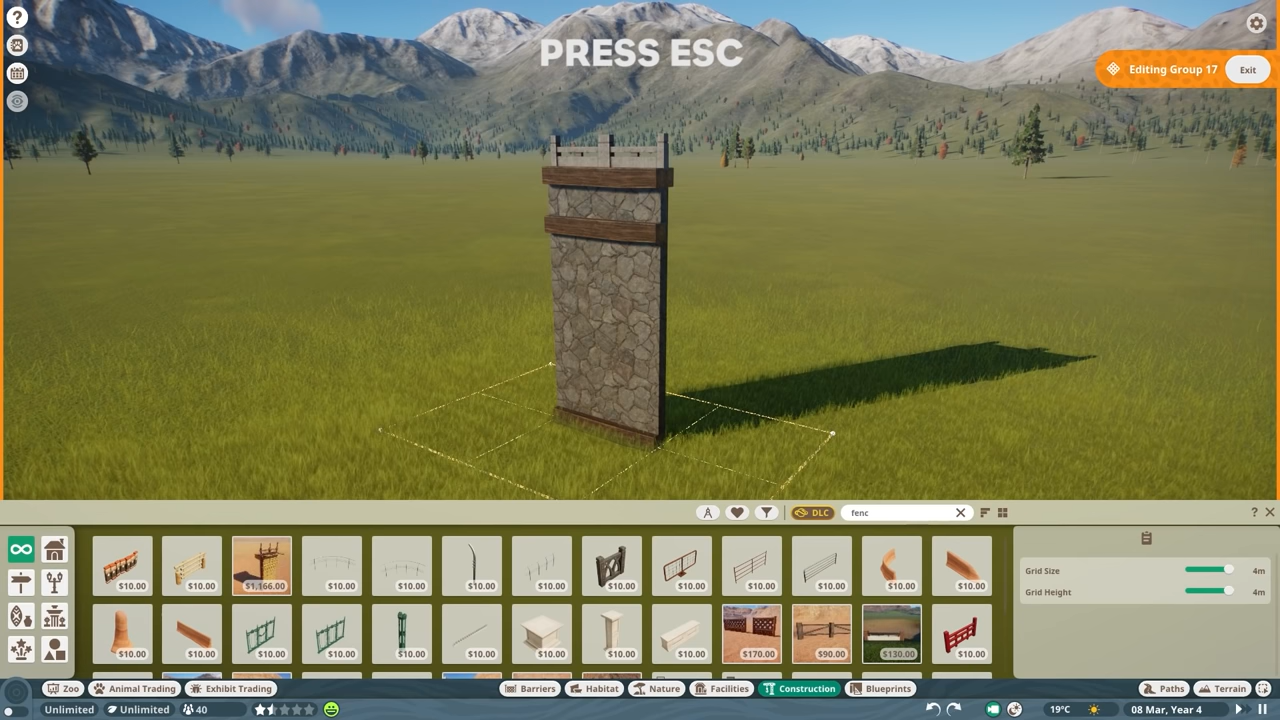 PRESS ESC
Editing Group 17
Exit
DLC
fenc
$10.00 $10.00 $1,166.00 $10.00 $10.00 $10.00 $10.00 $10.00 $10.00 $10.00 $10.00 $10.00 $10.00
$10.00 $10.00 $10.00 $10.00 $10.00 $10.00 $10.00 $10.00 $10.00 $170.00 $90.00 $130.00 $10.00
Grid Size 4m
Grid Height 4m
Zoo Animal Trading Exhibit Trading Barriers Habitat Nature Facilities Construction Blueprints Paths Terrain
Unlimited Unlimited 40 19°C 08 Mar, Year 4